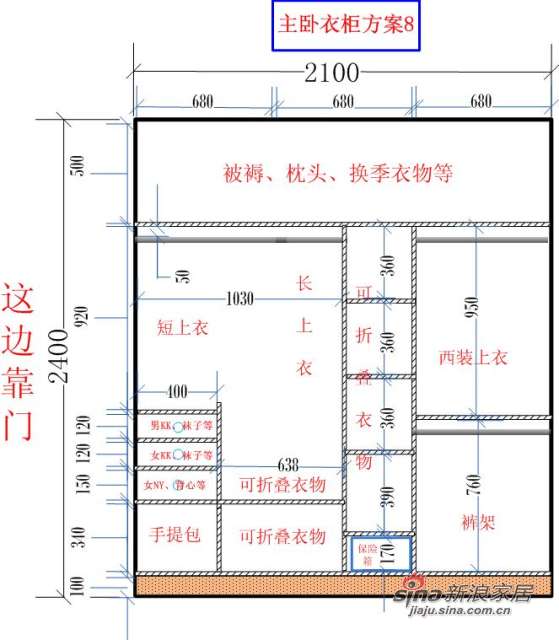 主卧衣柜方案8
2100
680 680 680
500
被褥、枕头、换季衣物等
50
1030
920
2400
这边靠门
短上衣
长上衣
可折叠衣物
360
360
360
390
170
950
西装上衣
400
120
男KK、袜子等
120
女KK、袜子等
150
女NY、背心等
638
可折叠衣物
760
裤架
340
手提包
可折叠衣物
保险箱
100
sina新浪家居
jiaju.sina.com.cn